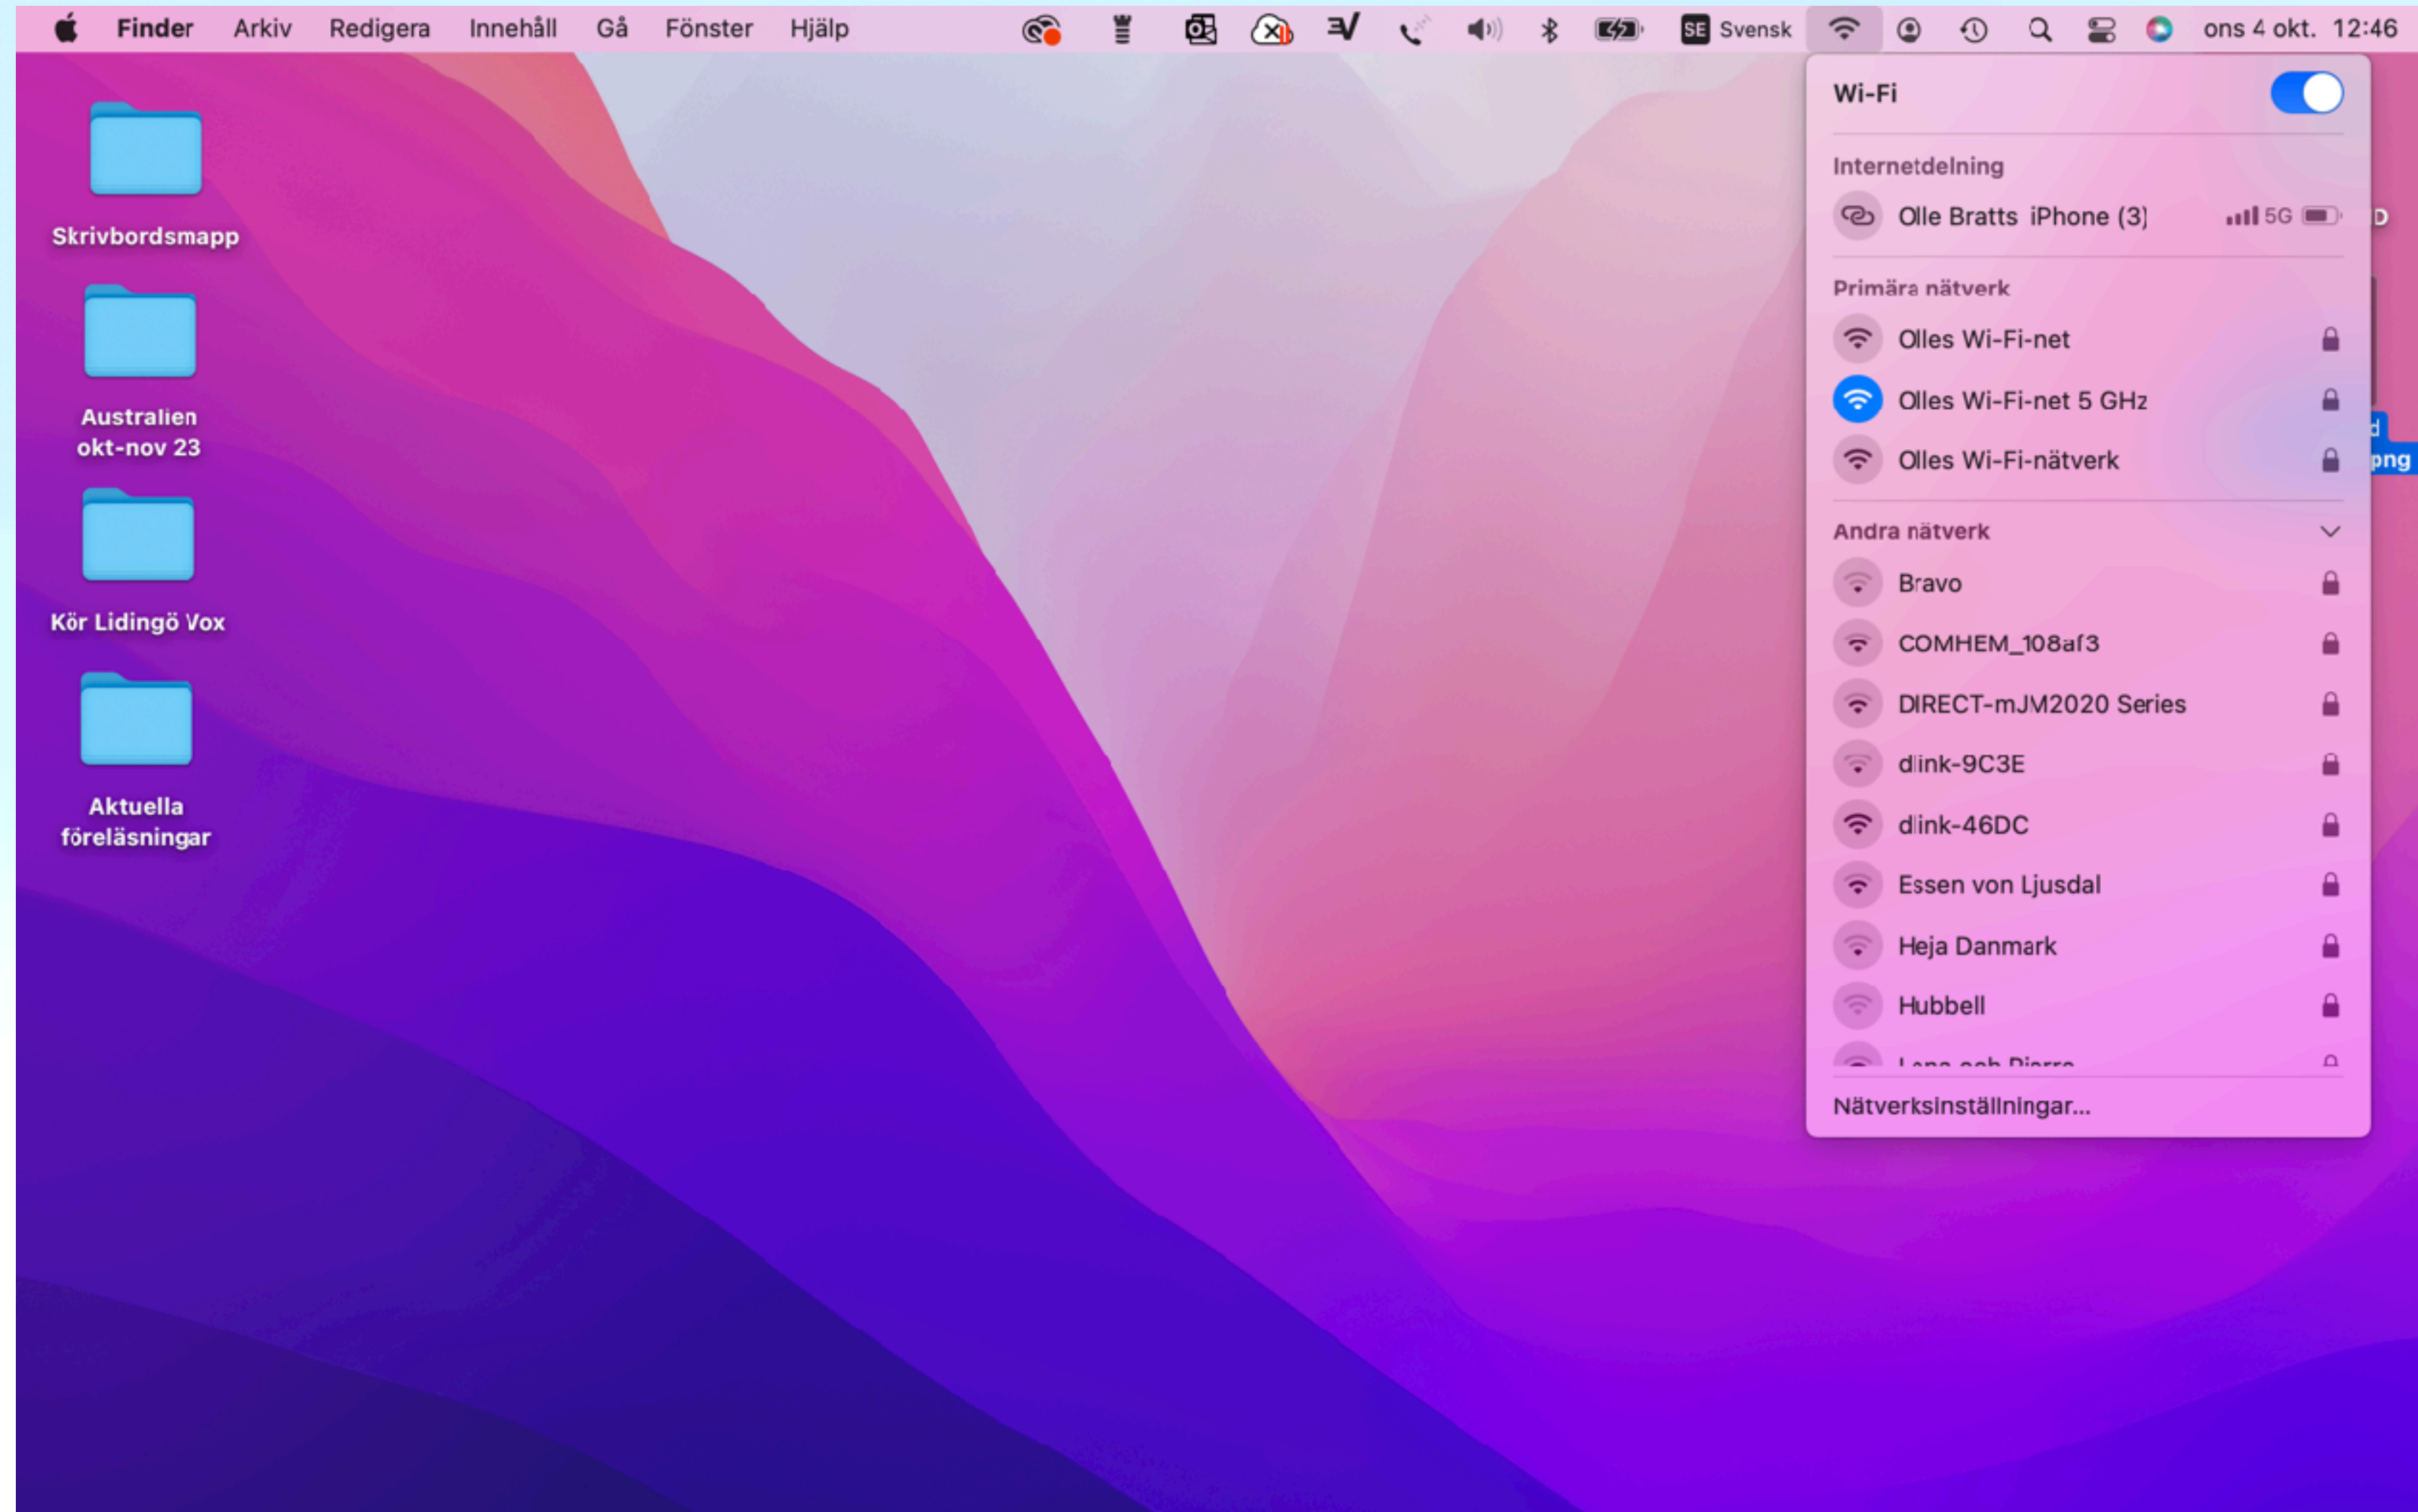 Finder Arkiv Redigera Innehåll Gå Fönster Hjälp SE Svensk ons 4 okt. 12:46
Skrivbordsmapp
Australien
okt-nov 23
Kör Lidingö Vox
Aktuella
föreläsningar
Wi-Fi
Internetdelning
Olle Bratts iPhone (3) 5G
Primära nätverk
Olles Wi-Fi-net
Olles Wi-Fi-net 5 GHz
Olles Wi-Fi-nätverk
Andra nätverk
Bravo
COMHEM_108af3
DIRECT-mJM2020 Series
dlink-9C3E
dlink-46DC
Essen von Ljusdal
Heja Danmark
Hubbell
Nätverksinställningar...
D
d
png